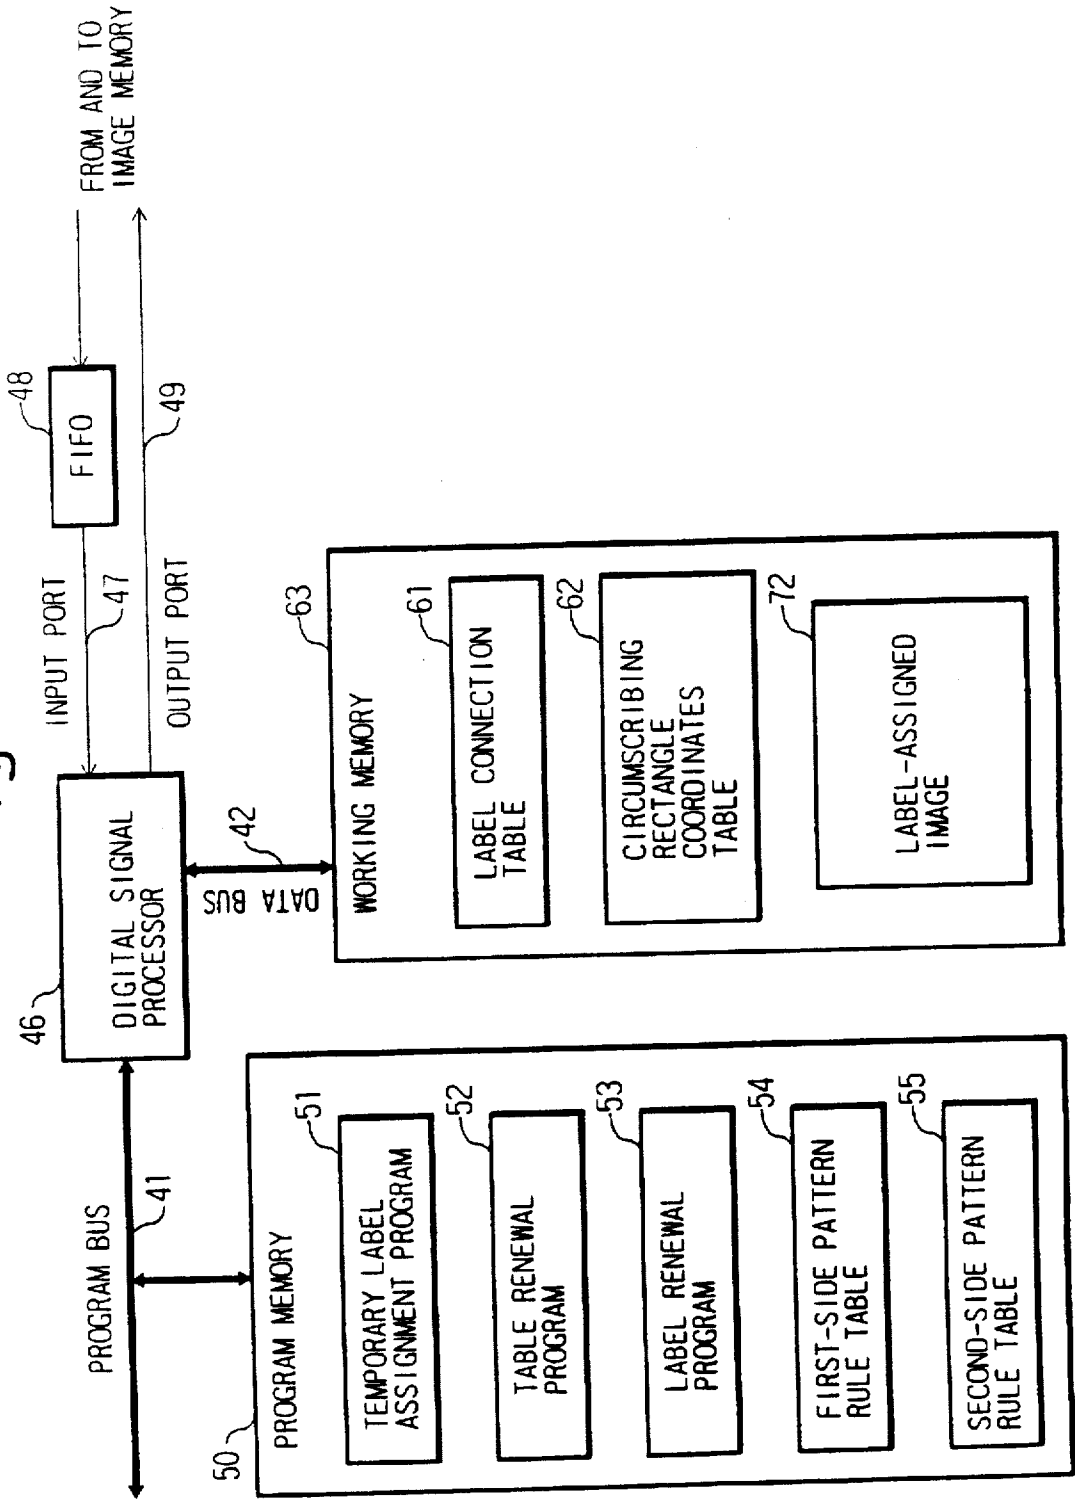 PROGRAM BUS
41
46
DIGITAL SIGNAL
PROCESSOR
INPUT PORT
47
48
FIFO
OUTPUT PORT
49
FROM AND TO
IMAGE MEMORY
DATA BUS
42
50
PROGRAM MEMORY
51
TEMPORARY LABEL
ASSIGNMENT PROGRAM
52
TABLE RENEWAL
PROGRAM
53
LABEL RENEWAL
PROGRAM
54
FIRST-SIDE PATTERN
RULE TABLE
55
SECOND-SIDE PATTERN
RULE TABLE
63
WORKING MEMORY
61
LABEL CONNECTION
TABLE
62
CIRCUMSCRIBING
RECTANGLE
COORDINATES
TABLE
72
LABEL-ASSIGNED
IMAGE